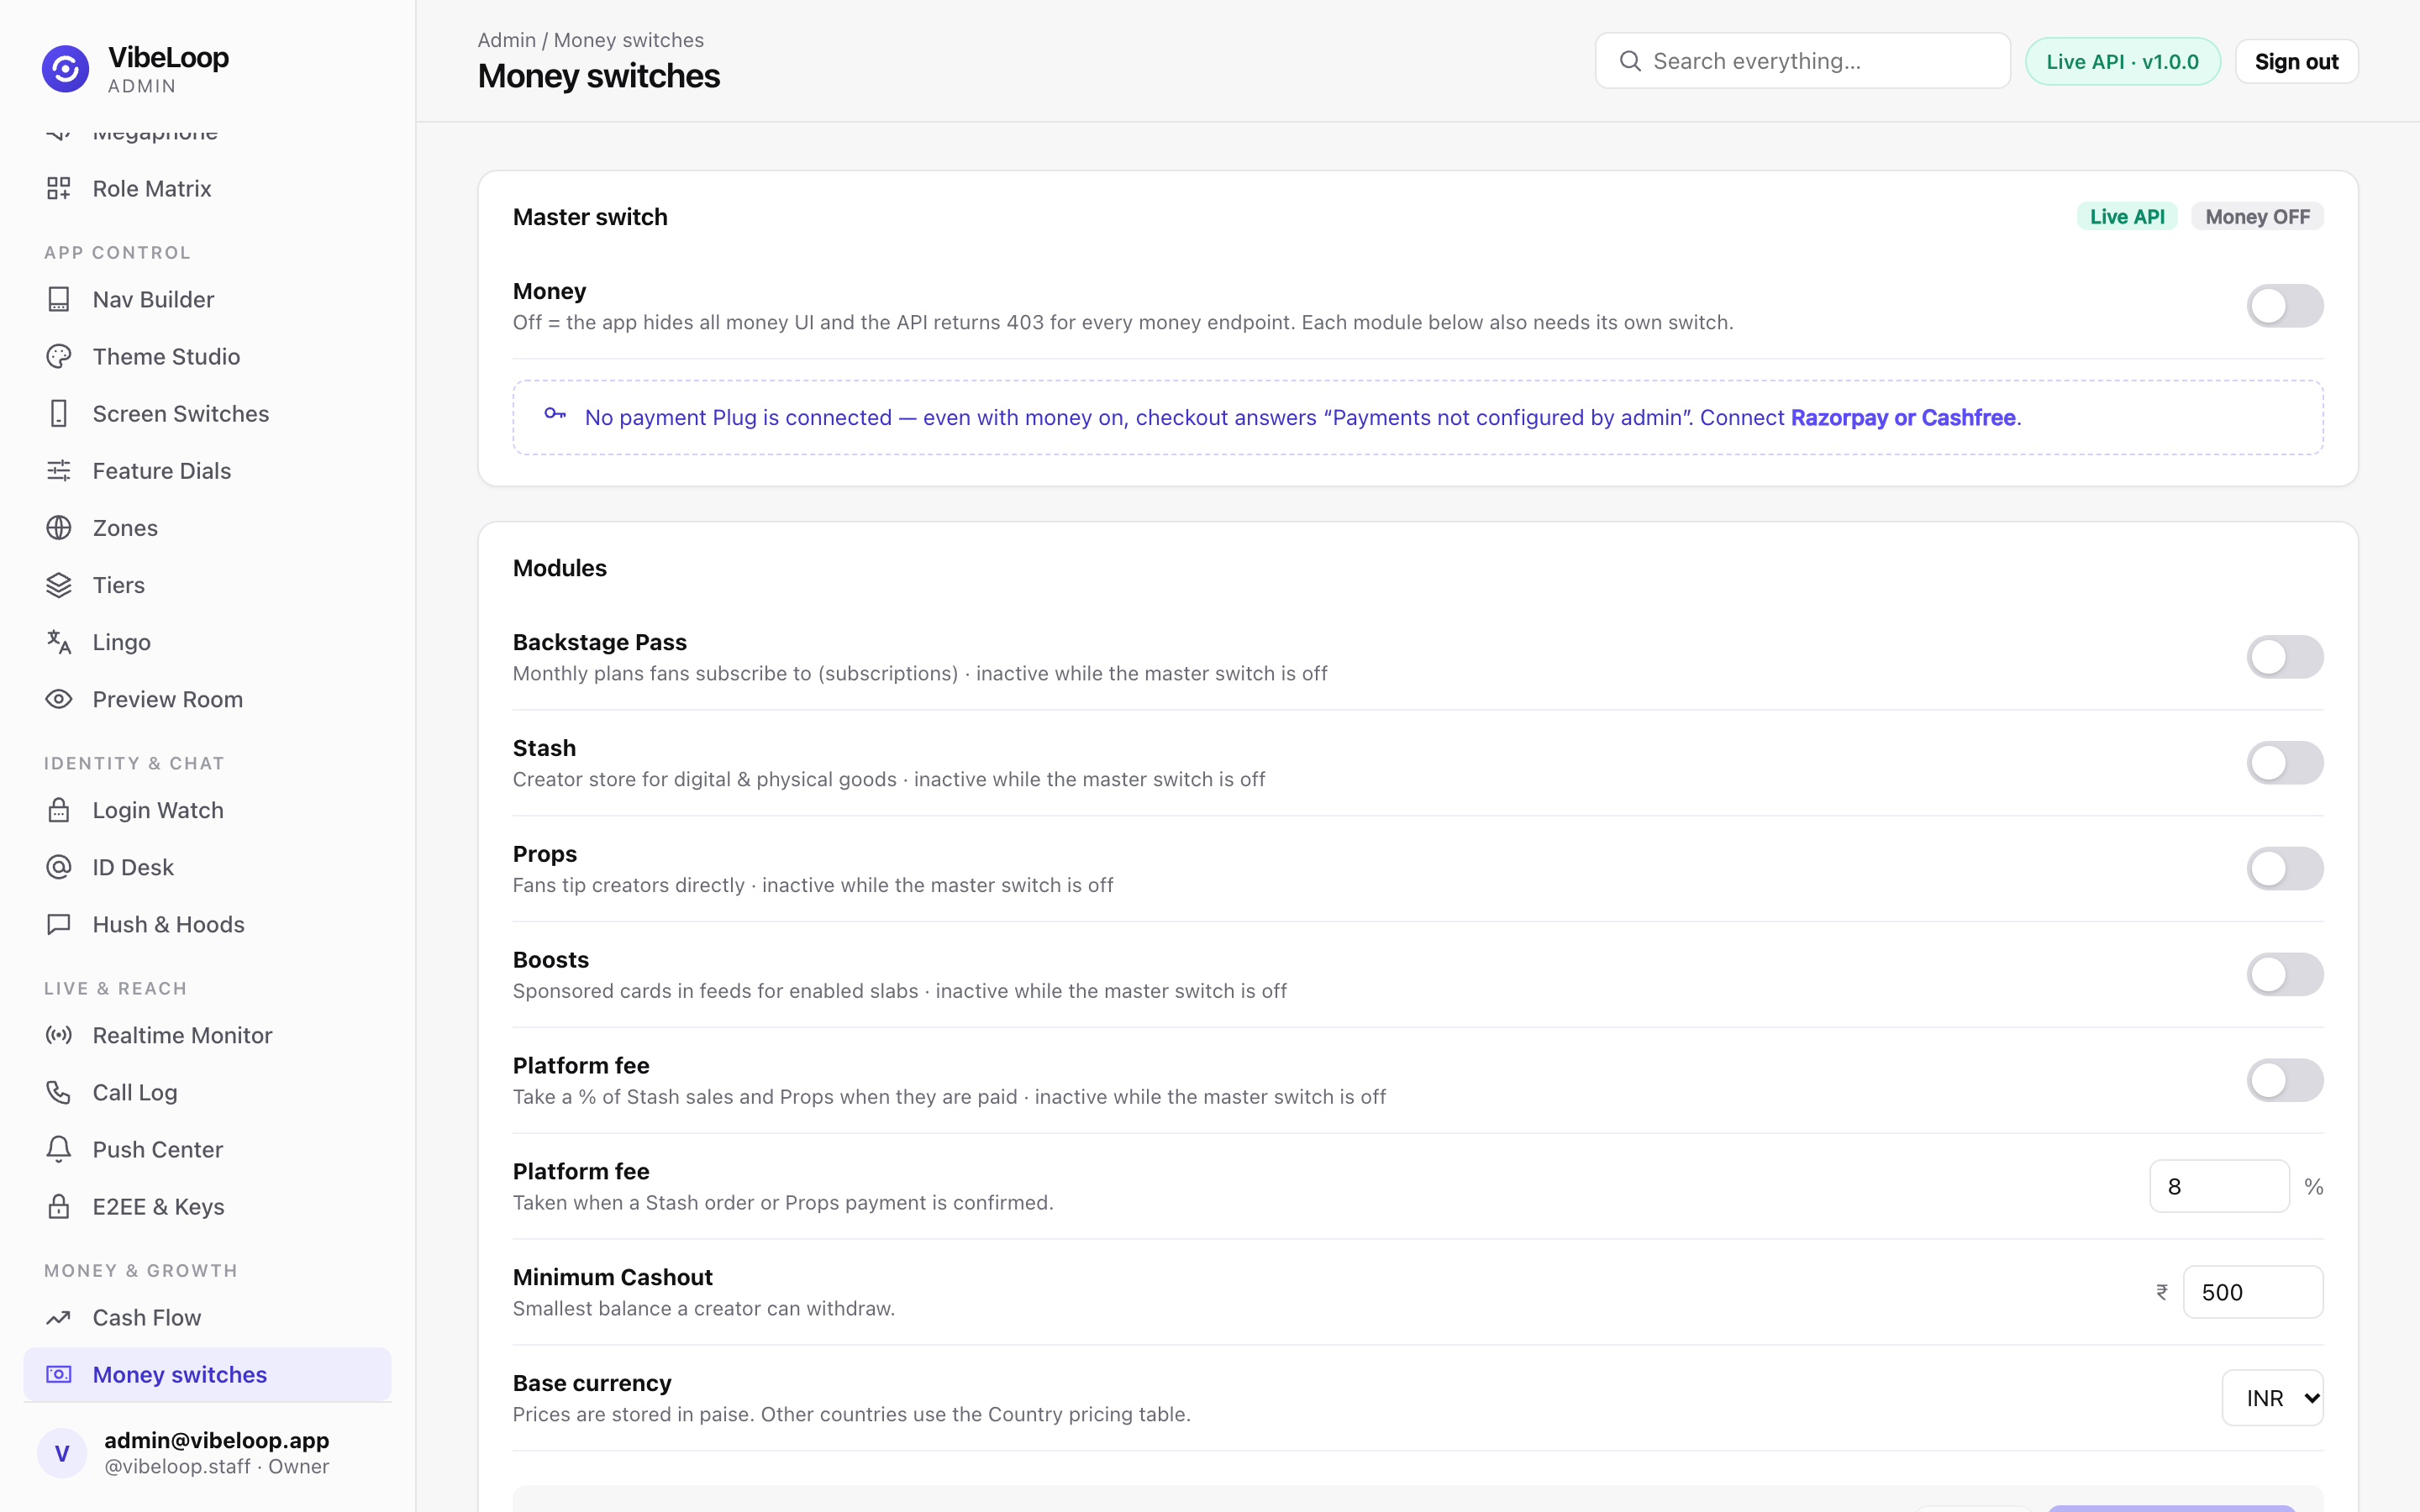 VibeLoop
ADMIN
Megaphone
Role Matrix
APP CONTROL
Nav Builder
Theme Studio
Screen Switches
Feature Dials
Zones
Tiers
Lingo
Preview Room
IDENTITY & CHAT
Login Watch
ID Desk
Hush & Hoods
LIVE & REACH
Realtime Monitor
Call Log
Push Center
E2EE & Keys
MONEY & GROWTH
Cash Flow
Money switches
V
admin@vibeloop.app
@vibeloop.staff · Owner
Admin / Money switches
Money switches
Search everything...
Live API · v1.0.0
Sign out
Master switch
Live API
Money OFF
Money
Off = the app hides all money UI and the API returns 403 for every money endpoint. Each module below also needs its own switch.
No payment Plug is connected — even with money on, checkout answers “Payments not configured by admin”. Connect Razorpay or Cashfree.
Modules
Backstage Pass
Monthly plans fans subscribe to (subscriptions) · inactive while the master switch is off
Stash
Creator store for digital & physical goods · inactive while the master switch is off
Props
Fans tip creators directly · inactive while the master switch is off
Boosts
Sponsored cards in feeds for enabled slabs · inactive while the master switch is off
Platform fee
Take a % of Stash sales and Props when they are paid · inactive while the master switch is off
Platform fee
Taken when a Stash order or Props payment is confirmed.
8 %
Minimum Cashout
Smallest balance a creator can withdraw.
₹ 500
Base currency
Prices are stored in paise. Other countries use the Country pricing table.
INR